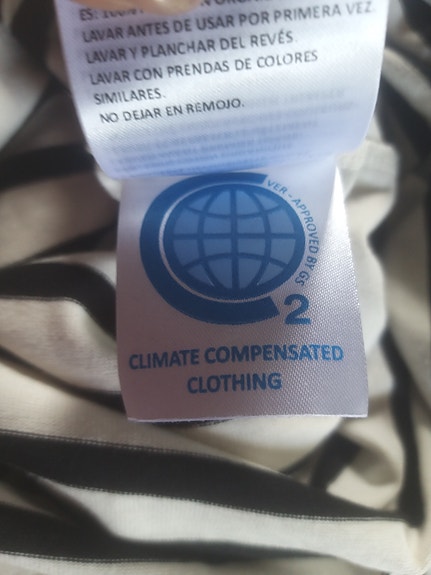 ES:
LAVAR ANTES DE USAR POR PRIMERA VEZ.
LAVAR Y PLANCHAR DEL REVÉS.
LAVAR CON PRENDAS DE COLORES
SIMILARES.
NO DEJAR EN REMOJO.
VER - APPROVED BY GS
2
CLIMATE COMPENSATED
CLOTHING